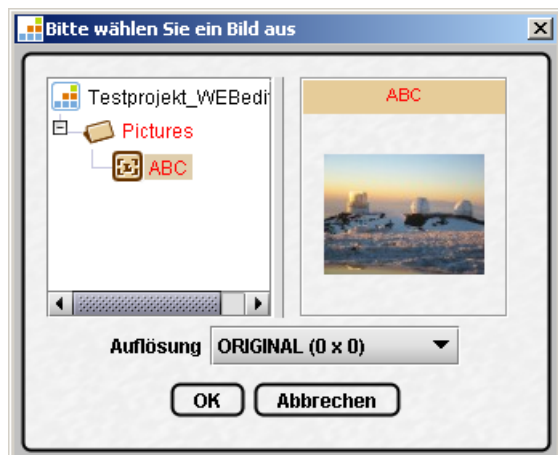 Bitte wählen Sie ein Bild aus
Testprojekt_WEBedit
Pictures
ABC
ABC
Auflösung ORIGINAL (0 x 0)
OK Abbrechen